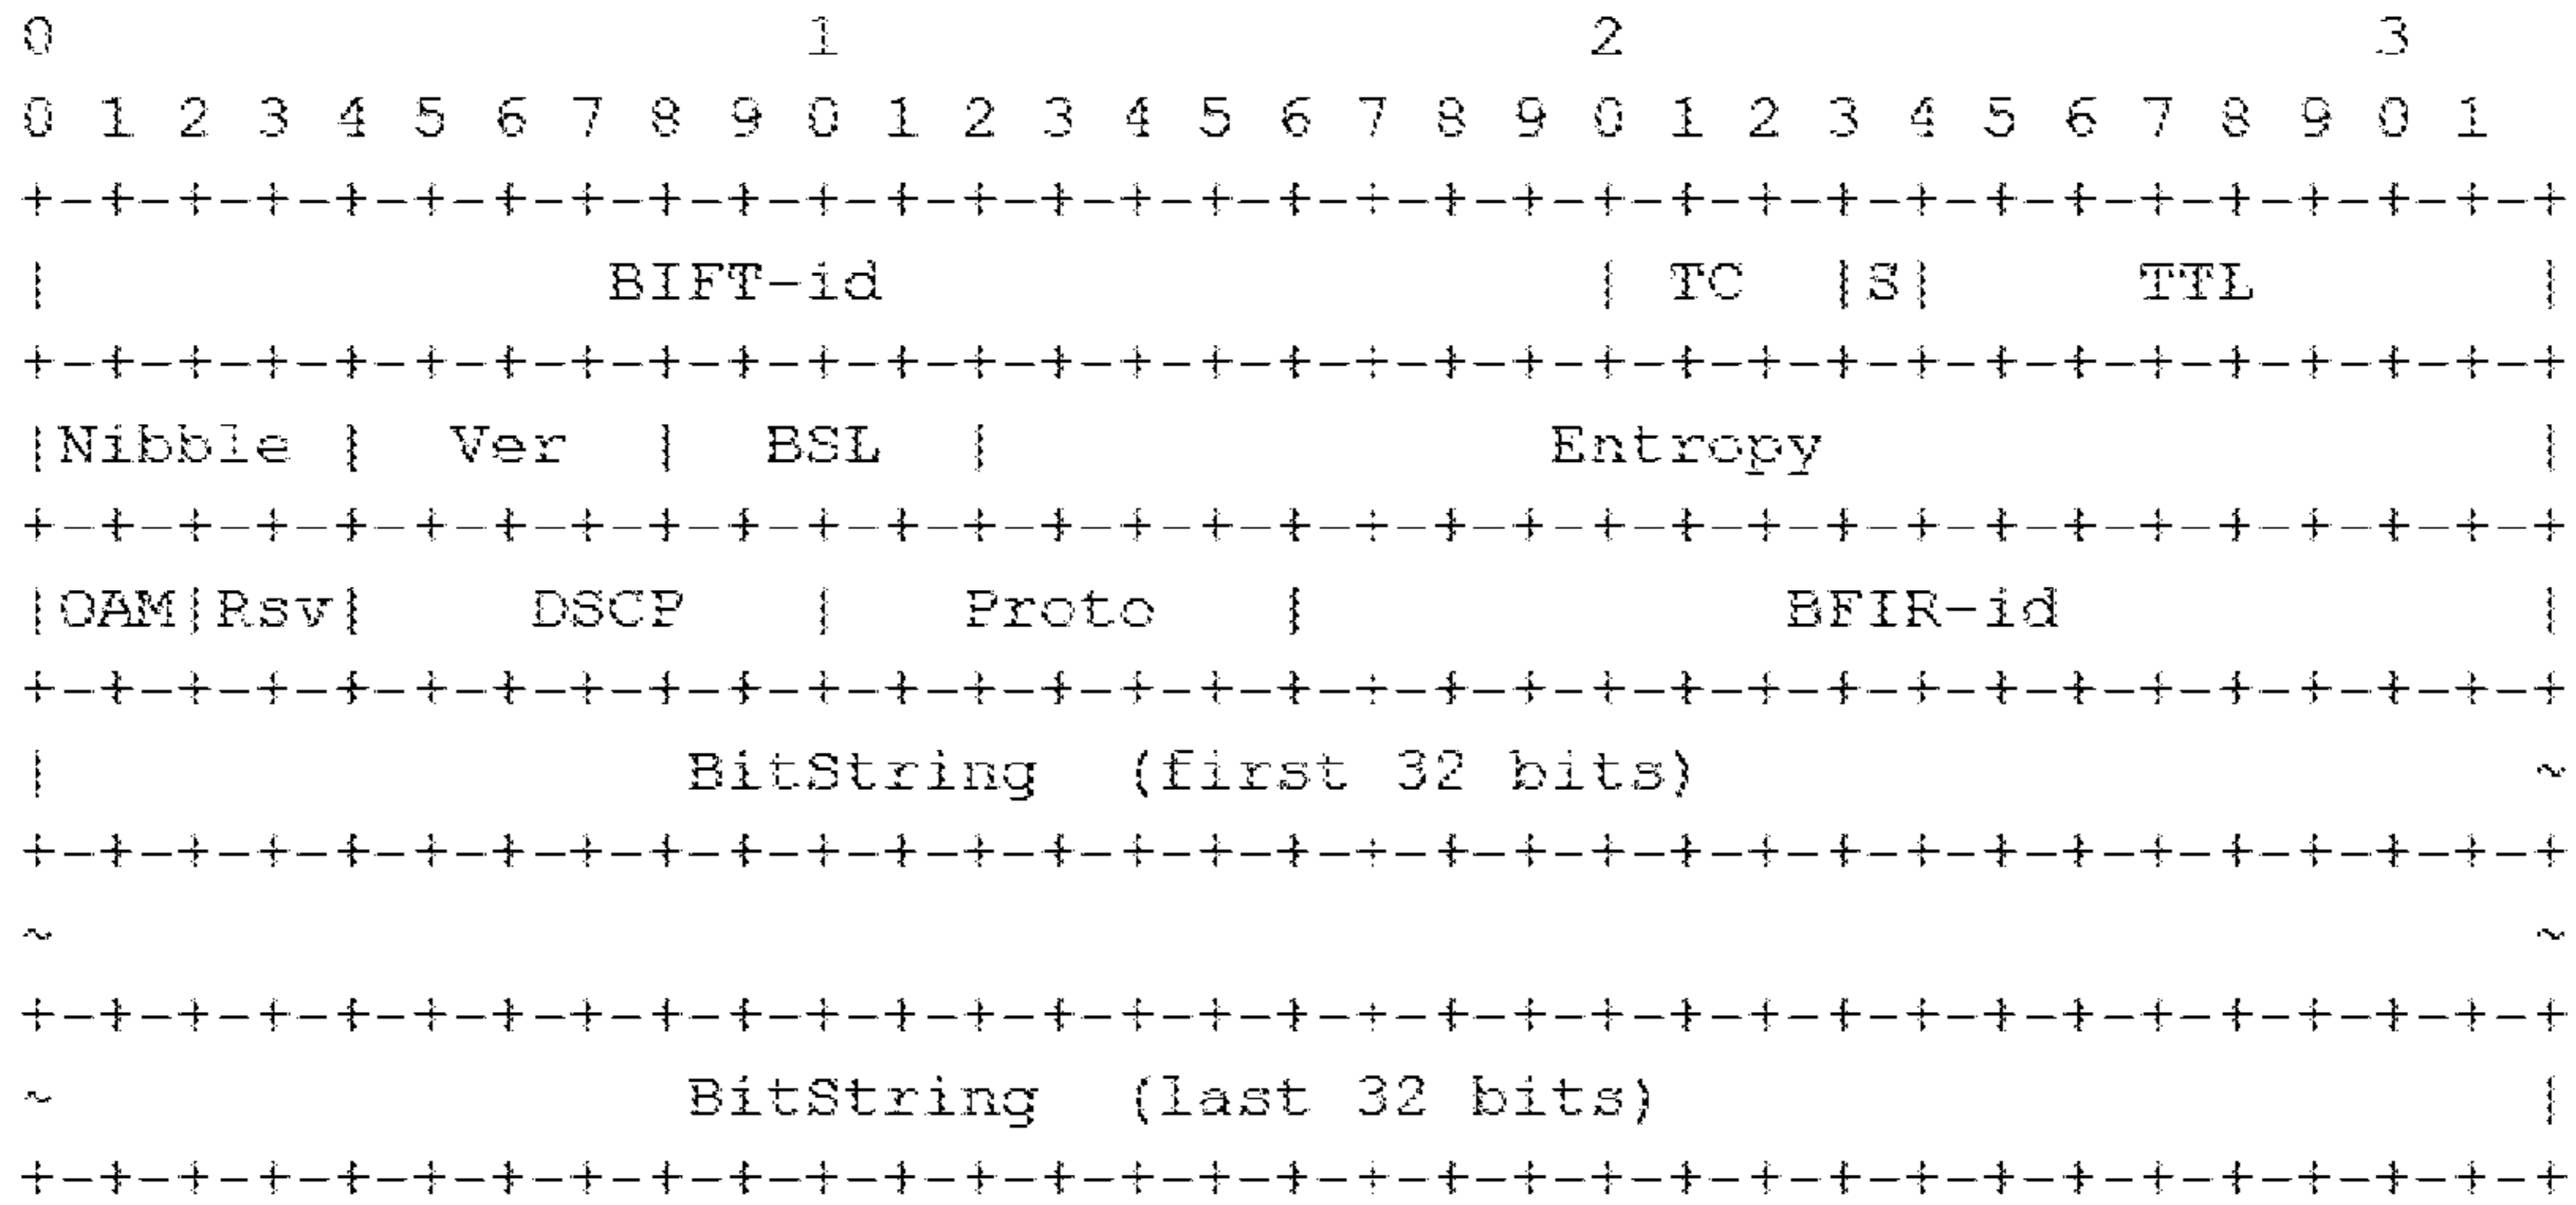 0                   1                   2                   3
0 1 2 3 4 5 6 7 8 9 0 1 2 3 4 5 6 7 8 9 0 1 2 3 4 5 6 7 8 9 0 1
+-+-+-+-+-+-+-+-+-+-+-+-+-+-+-+-+-+-+-+-+-+-+-+-+-+-+-+-+-+-+-+-+
|              BIFT-id                  | TC  |S|     TTL       |
+-+-+-+-+-+-+-+-+-+-+-+-+-+-+-+-+-+-+-+-+-+-+-+-+-+-+-+-+-+-+-+-+
|Nibble |  Ver  |  BSL  |              Entropy                  |
+-+-+-+-+-+-+-+-+-+-+-+-+-+-+-+-+-+-+-+-+-+-+-+-+-+-+-+-+-+-+-+-+
|OAM|Rsv|    DSCP   |   Proto   |            BFIR-id            |
+-+-+-+-+-+-+-+-+-+-+-+-+-+-+-+-+-+-+-+-+-+-+-+-+-+-+-+-+-+-+-+-+
|                BitString  (first 32 bits)                     ~
+-+-+-+-+-+-+-+-+-+-+-+-+-+-+-+-+-+-+-+-+-+-+-+-+-+-+-+-+-+-+-+-+
~                                                               ~
+-+-+-+-+-+-+-+-+-+-+-+-+-+-+-+-+-+-+-+-+-+-+-+-+-+-+-+-+-+-+-+-+
~                BitString  (last 32 bits)                      |
+-+-+-+-+-+-+-+-+-+-+-+-+-+-+-+-+-+-+-+-+-+-+-+-+-+-+-+-+-+-+-+-+